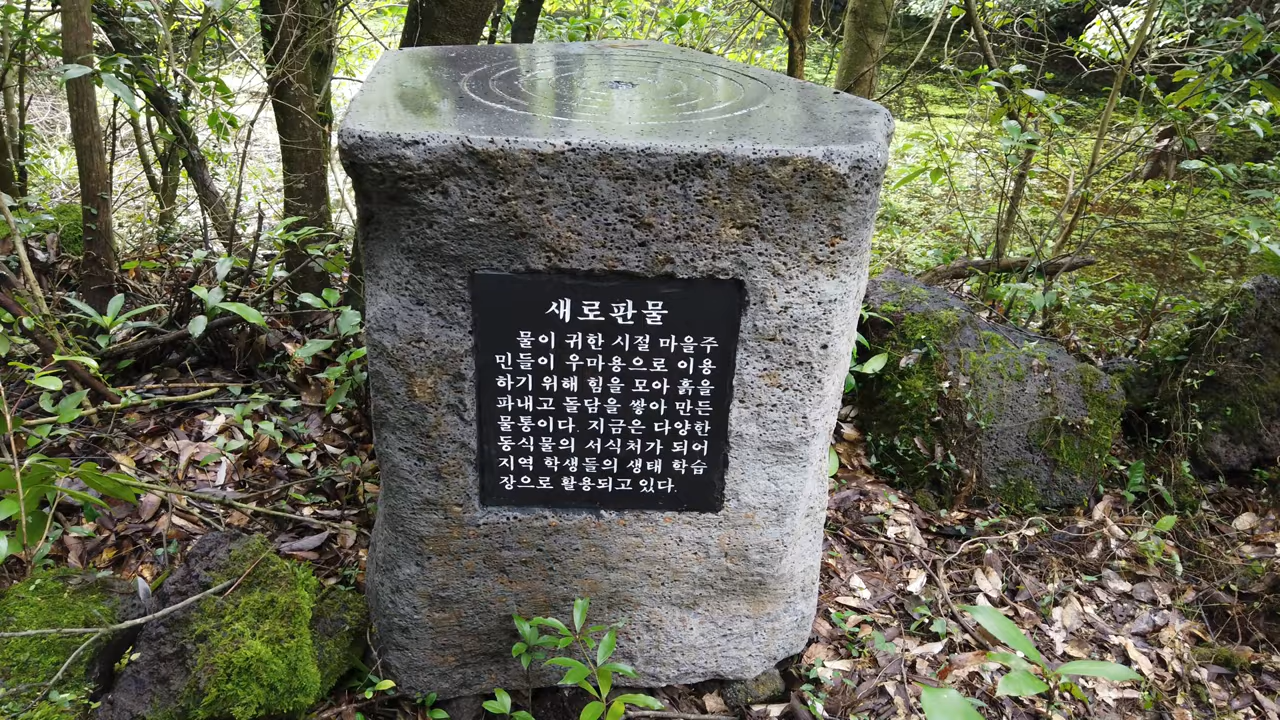 새로판물
물이 귀한 시절 마을주
민들이 우마용으로 이용
하기 위해 힘을 모아 흙을
파내고 돌담을 쌓아 만든
물통이다. 지금은 다양한
동식물의 서식처가 되어
지역 학생들의 생태 학습
장으로 활용되고 있다.